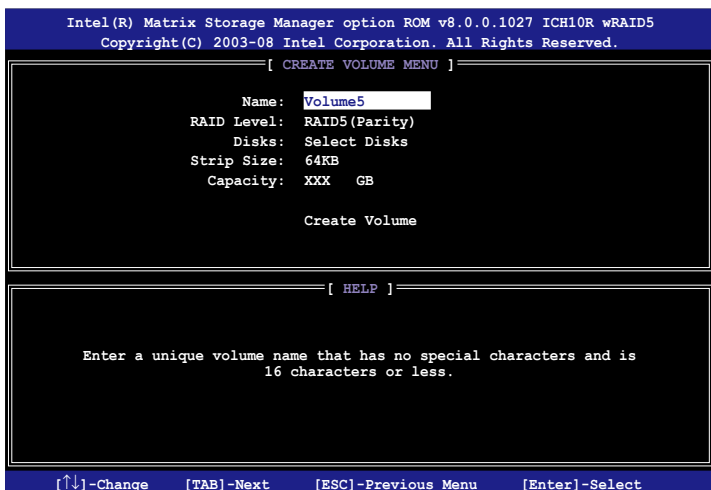 Intel(R) Matrix Storage Manager option ROM v8.0.0.1027 ICH10R wRAID5
Copyright(C) 2003-08 Intel Corporation. All Rights Reserved.
[ CREATE VOLUME MENU ]
Name: Volume5
RAID Level: RAID5(Parity)
Disks: Select Disks
Strip Size: 64KB
Capacity: XXX GB
Create Volume
[ HELP ]
Enter a unique volume name that has no special characters and is
16 characters or less.
[↑↓]-Change [TAB]-Next [ESC]-Previous Menu [Enter]-Select